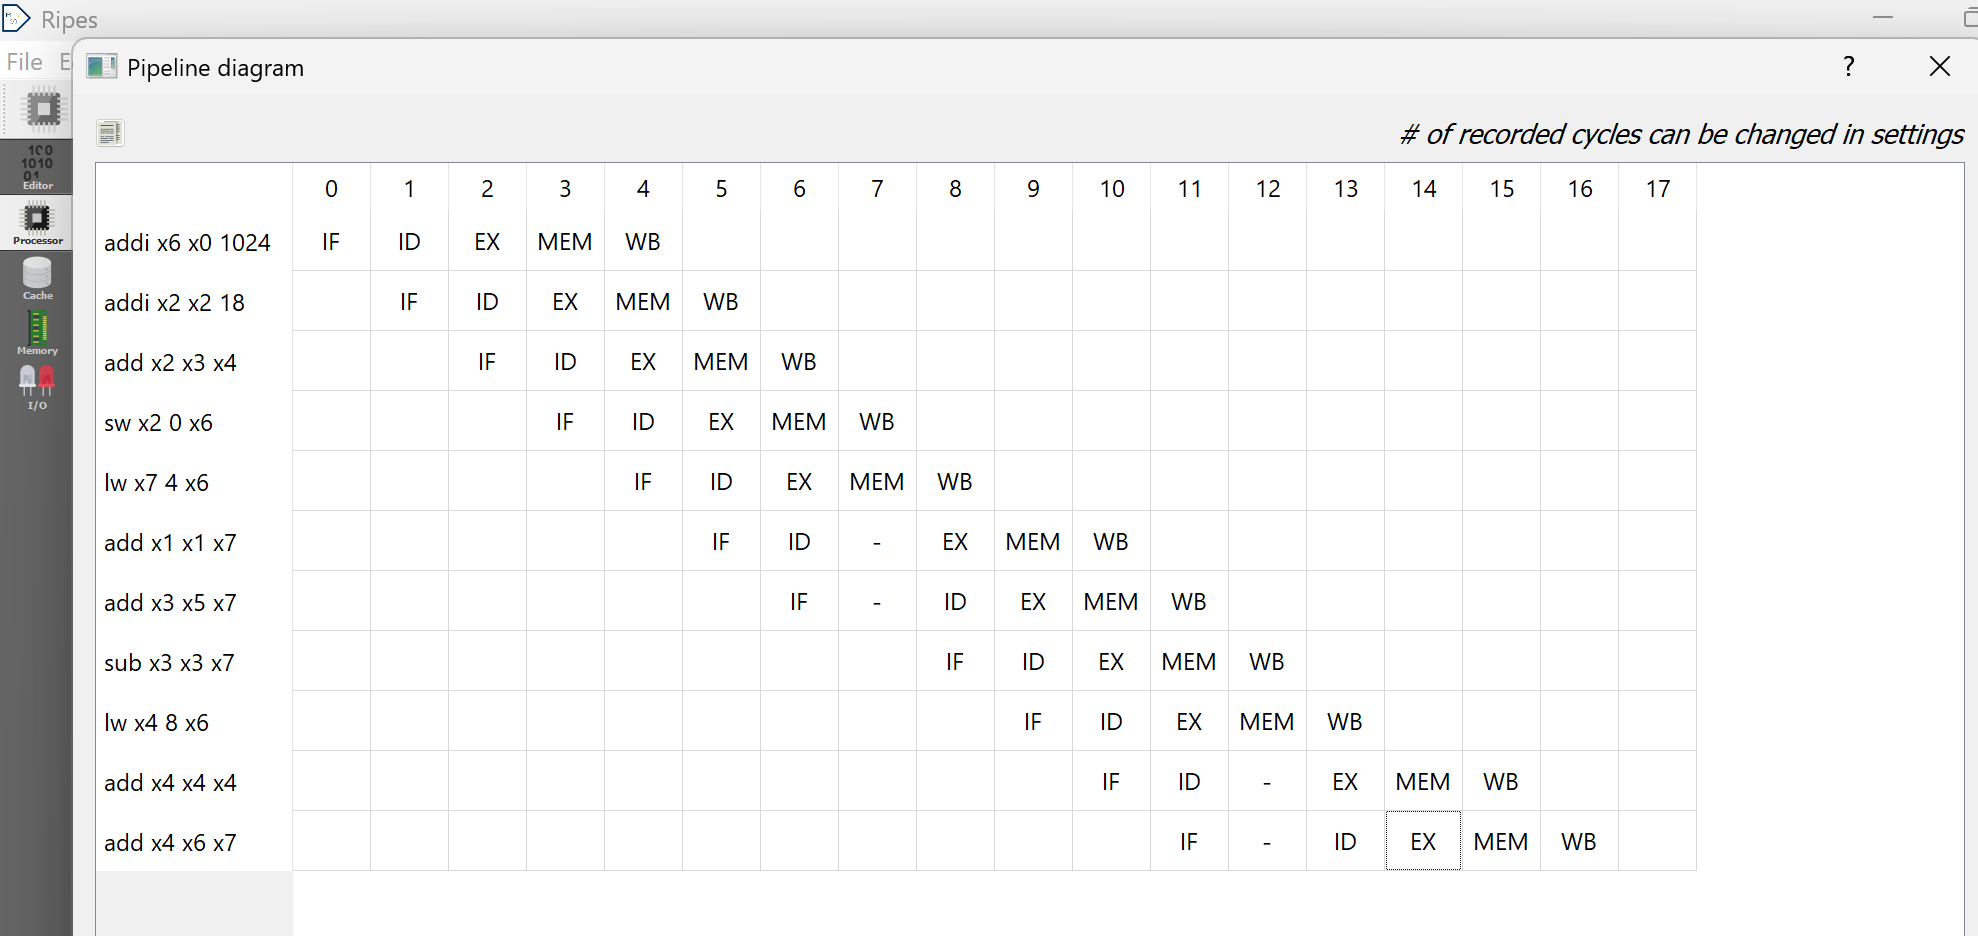 Ripes
File E
Pipeline diagram ?
# of recorded cycles can be changed in settings
Editor
Processor
Cache
Memory
I/O
0 1 2 3 4 5 6 7 8 9 10 11 12 13 14 15 16 17
addi x6 x0 1024 IF ID EX MEM WB
addi x2 x2 18 IF ID EX MEM WB
add x2 x3 x4 IF ID EX MEM WB
sw x2 0 x6 IF ID EX MEM WB
lw x7 4 x6 IF ID EX MEM WB
add x1 x1 x7 IF ID - EX MEM WB
add x3 x5 x7 IF - ID EX MEM WB
sub x3 x3 x7 IF ID EX MEM WB
lw x4 8 x6 IF ID EX MEM WB
add x4 x4 x4 IF ID - EX MEM WB
add x4 x6 x7 IF - ID EX MEM WB